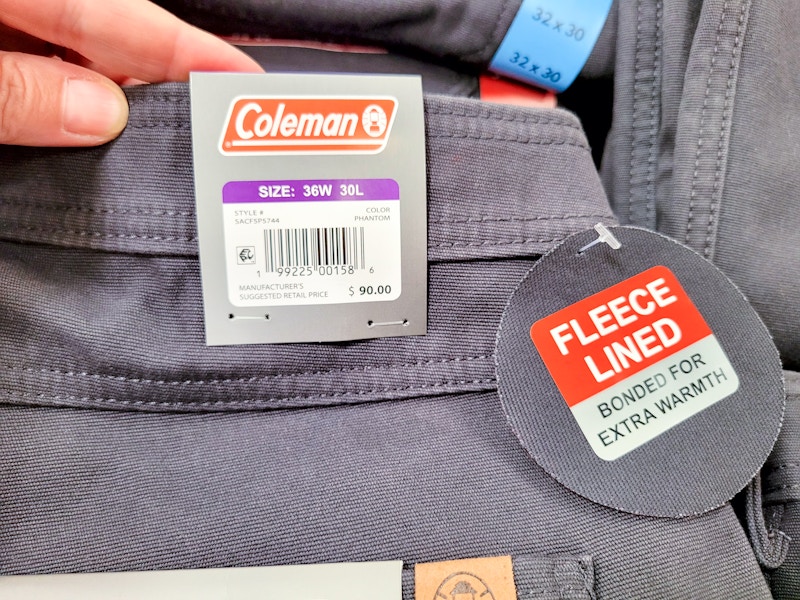 32 x 30
32 x 30
Coleman
SIZE: 36W 30L
STYLE #
SACFSPS744
COLOR
PHANTOM
1 99225 00158 6
MANUFACTURER'S
SUGGESTED RETAIL PRICE
$ 90.00
FLEECE
LINED
BONDED FOR
EXTRA WARMTH